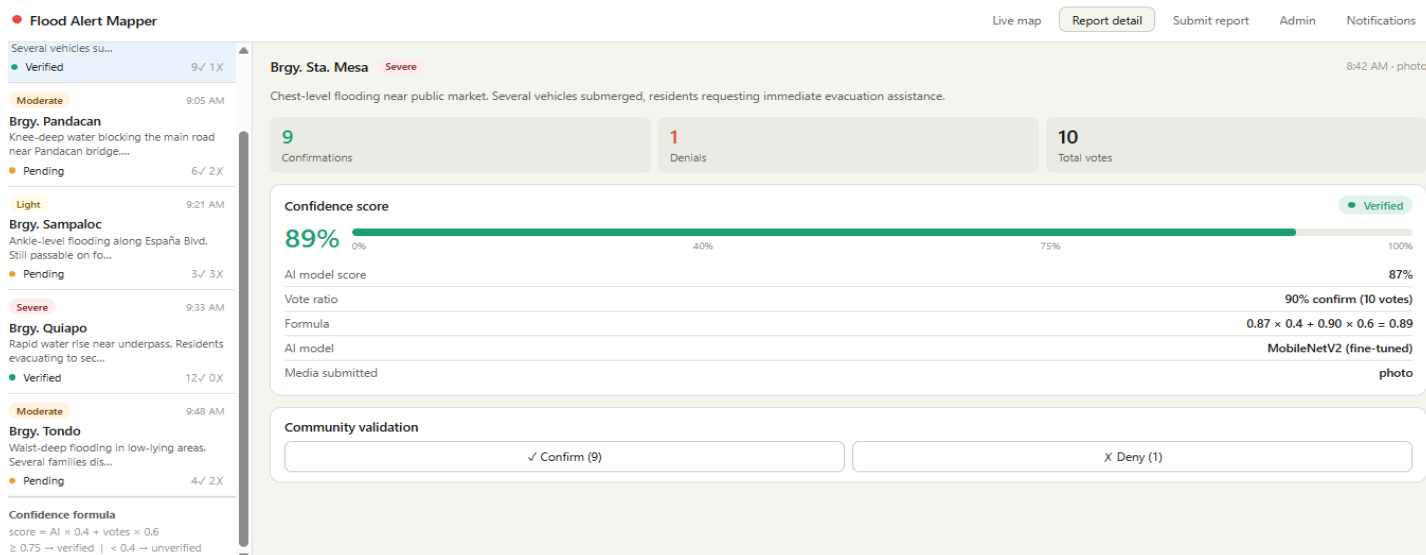 Flood Alert Mapper
Live map
Report detail
Submit report
Admin
Notifications
Several vehicles su...
Verified
9✓ 1✗
Moderate
9:05 AM
Brgy. Pandacan
Knee-deep water blocking the main road
near Pandacan bridge....
Pending
6✓ 2✗
Light
9:21 AM
Brgy. Sampaloc
Ankle-level flooding along España Blvd.
Still passable on fo...
Pending
3✓ 3✗
Severe
9:33 AM
Brgy. Quiapo
Rapid water rise near underpass. Residents
evacuating to sec...
Verified
12✓ 0✗
Moderate
9:48 AM
Brgy. Tondo
Waist-deep flooding in low-lying areas.
Several families dis...
Pending
4✓ 2✗
Confidence formula
score = AI × 0.4 + votes × 0.6
≥ 0.75 → verified | < 0.4 → unverified
Brgy. Sta. Mesa
Severe
8:42 AM - photo
Chest-level flooding near public market. Several vehicles submerged, residents requesting immediate evacuation assistance.
9
Confirmations
1
Denials
10
Total votes
Confidence score
Verified
89%
0%
40%
75%
100%
AI model score
87%
Vote ratio
90% confirm (10 votes)
Formula
0.87 × 0.4 + 0.90 × 0.6 = 0.89
AI model
MobileNetV2 (fine-tuned)
Media submitted
photo
Community validation
✓ Confirm (9)
✗ Deny (1)